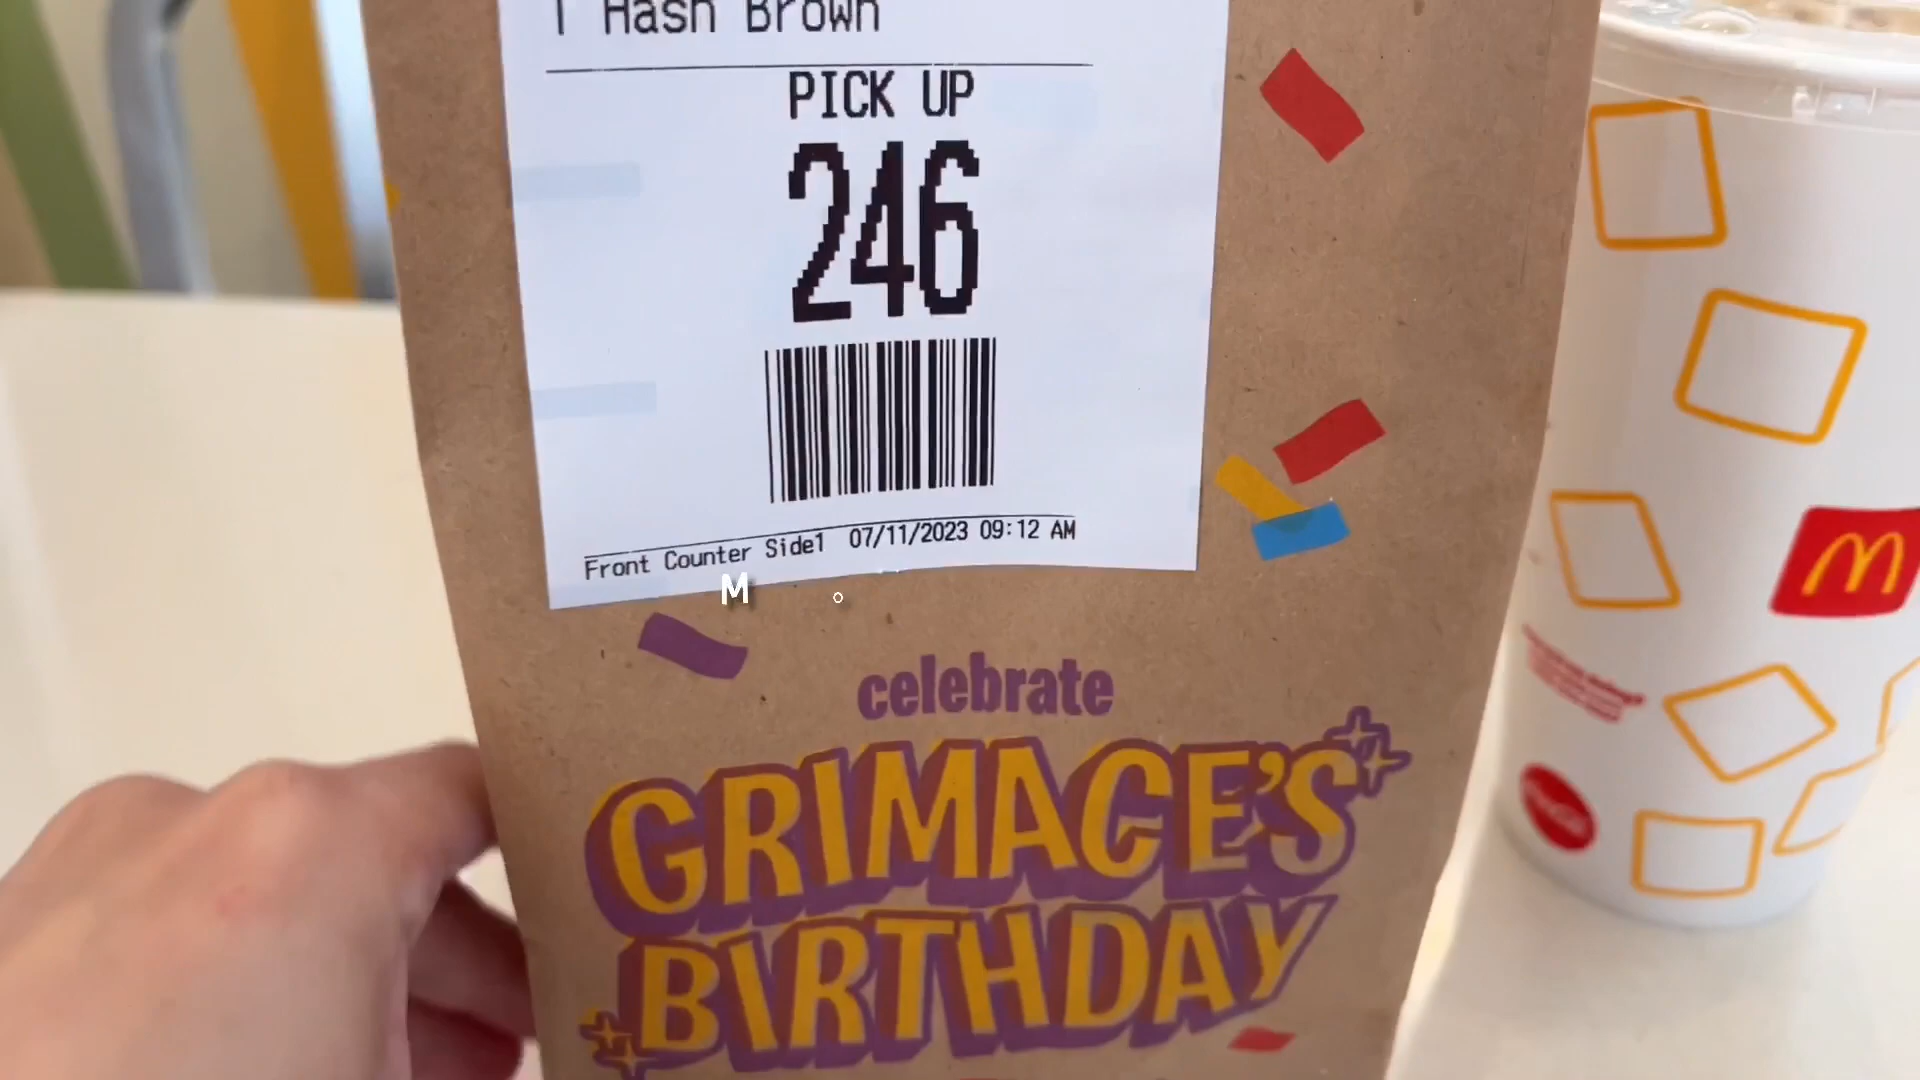 1 Hash Brown
PICK UP
246
Front Counter Side1 07/11/2023 09:12 AM
M
celebrate
GRIMACE'S
BIRTHDAY